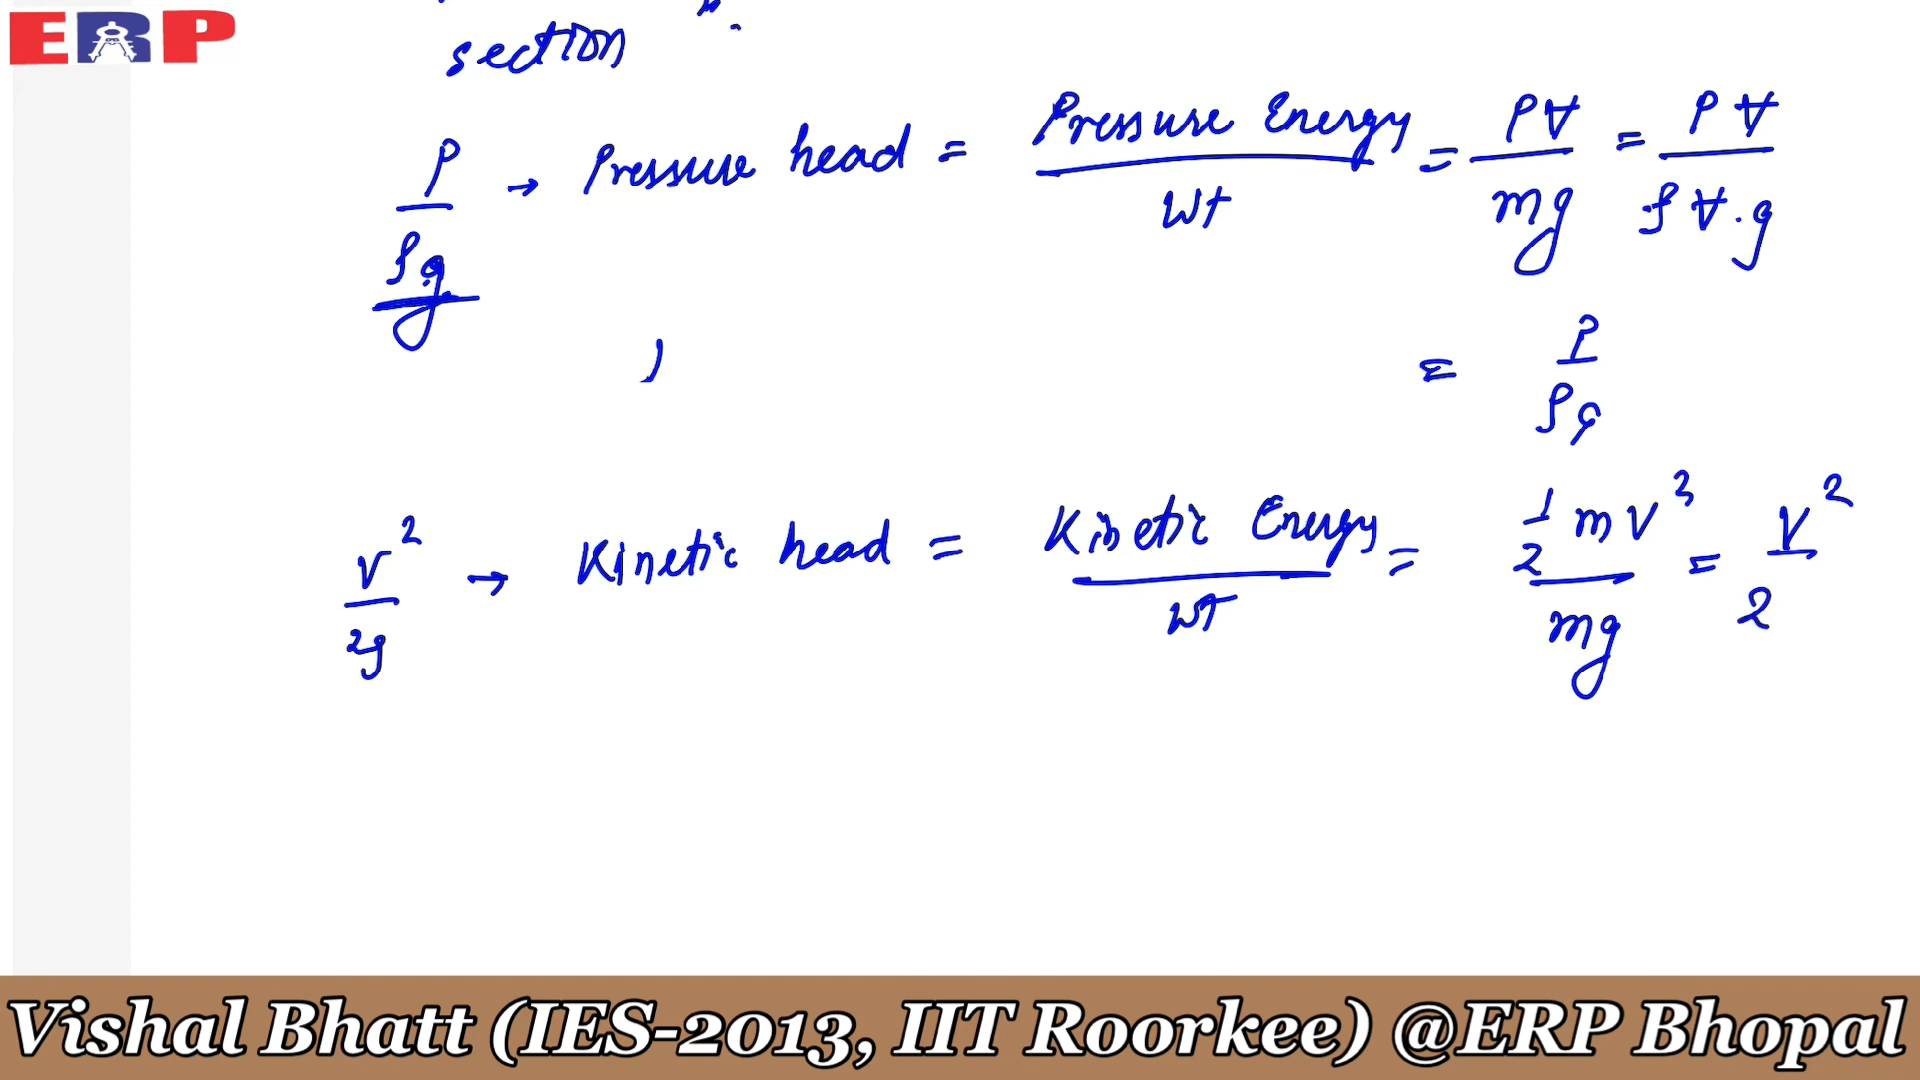 ERP
section
P/ρg → Pressure head = Pressure Energy/Wt = P∀/mg = P∀/ρ∀.g
= P/ρg
V²/2g → Kinetic head = Kinetic Energy/Wt = ½mV³/mg = V²/2
Vishal Bhatt (IES-2013, IIT Roorkee) @ERP Bhopal